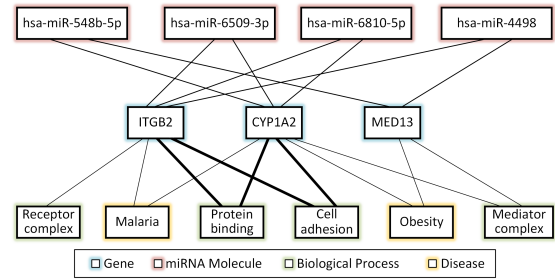 hsa-miR-548b-5p
hsa-miR-6509-3p
hsa-miR-6810-5p
hsa-miR-4498
ITGB2
CYP1A2
MED13
Receptor
complex
Malaria
Protein
binding
Cell
adhesion
Obesity
Mediator
complex
Gene
miRNA Molecule
Biological Process
Disease